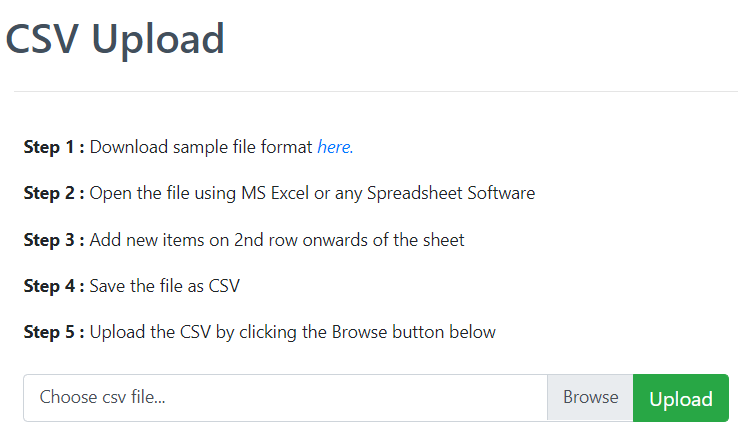 CSV Upload
Step 1 : Download sample file format here.
Step 2 : Open the file using MS Excel or any Spreadsheet Software
Step 3 : Add new items on 2nd row onwards of the sheet
Step 4 : Save the file as CSV
Step 5 : Upload the CSV by clicking the Browse button below
Choose csv file... Browse Upload